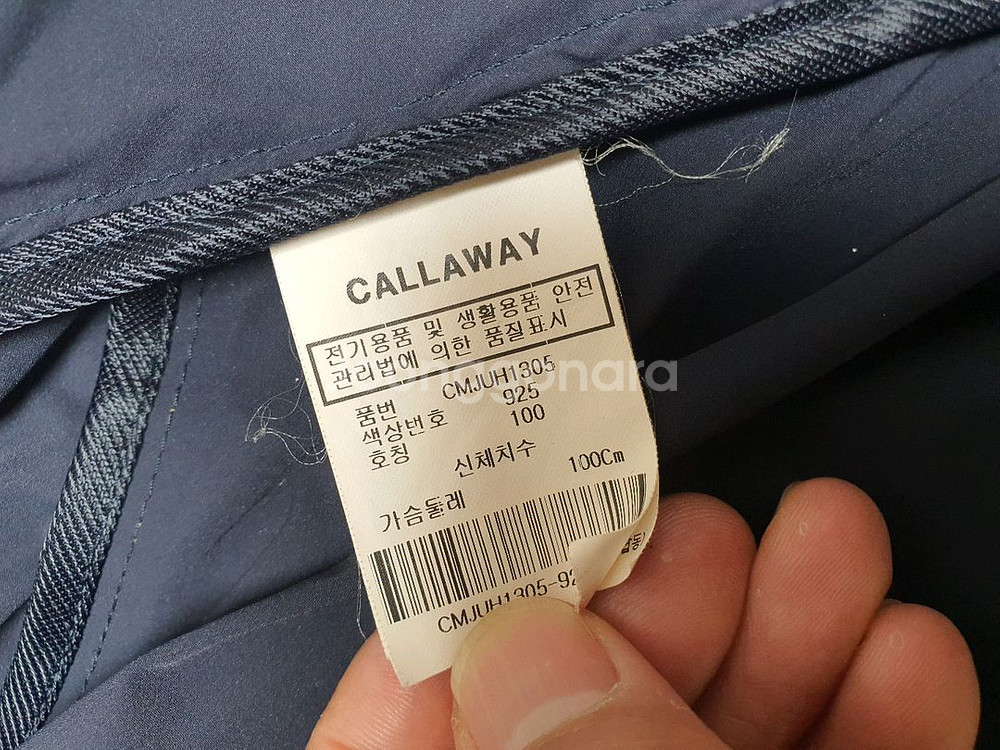 CALLAWAY
전기용품 및 생활용품 안전
관리법에 의한 품질표시
품번 CMJUH1305
색상번호 925
호칭 100
신체치수
가슴둘레 100Cm
CMJUH1305-92